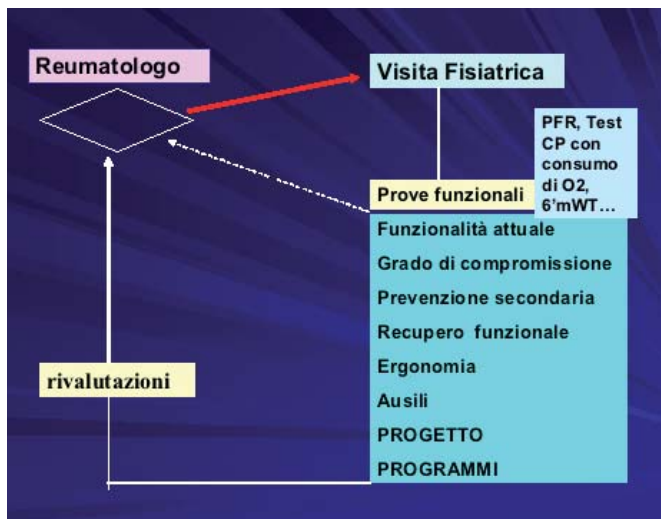 Reumatologo
Visita Fisiatrica
PFR, Test
CP con
consumo
di O2,
6'mWT...
Prove funzionali
Funzionalità attuale
Grado di compromissione
Prevenzione secondaria
Recupero funzionale
Ergonomia
Ausili
PROGETTO
PROGRAMMI
rivalutazioni